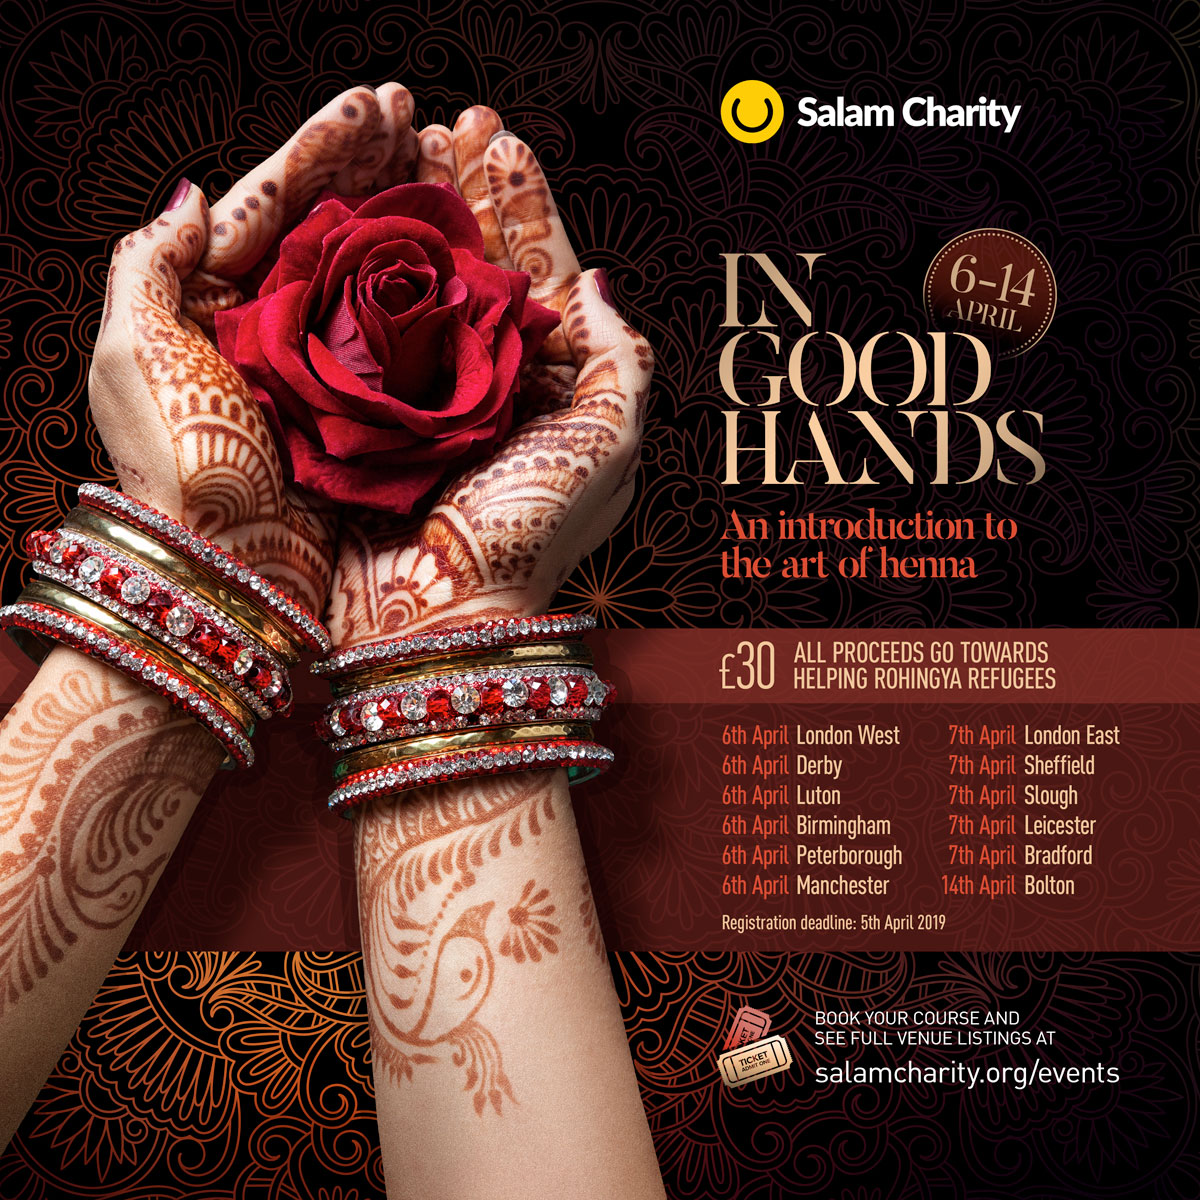 Salam Charity
6-14
APRIL
IN
GOOD
HANDS
An introduction to
the art of henna
£30
ALL PROCEEDS GO TOWARDS
HELPING ROHINGYA REFUGEES
6th April London West
6th April Derby
6th April Luton
6th April Birmingham
6th April Peterborough
6th April Manchester
7th April London East
7th April Sheffield
7th April Slough
7th April Leicester
7th April Bradford
14th April Bolton
Registration deadline: 5th April 2019
TICKET
ADMIT ONE
BOOK YOUR COURSE AND
SEE FULL VENUE LISTINGS AT
salamcharity.org/events